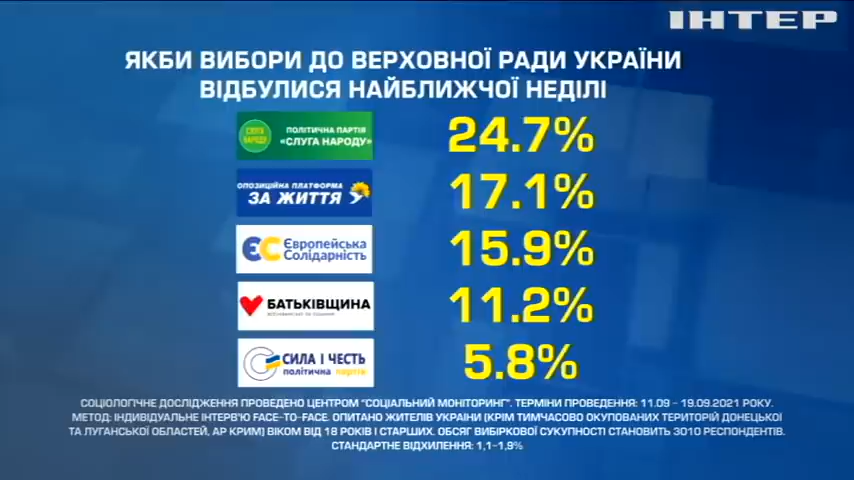 ІНТЕР
ЯКБИ ВИБОРИ ДО ВЕРХОВНОЇ РАДИ УКРАЇНИ
ВІДБУЛИСЯ НАЙБЛИЖЧОЇ НЕДІЛІ
СЛУГА НАРОДУ
ПОЛІТИЧНА ПАРТІЯ
«СЛУГА НАРОДУ»
24.7%
ОПОЗИЦІЙНА ПЛАТФОРМА
ЗА ЖИТТЯ
17.1%
ЄС Європейська
Солідарність
15.9%
БАТЬКІВЩИНА
11.2%
СИЛА І ЧЕСТЬ
політична партія
5.8%
СОЦІОЛОГІЧНЕ ДОСЛІДЖЕННЯ ПРОВЕДЕНО ЦЕНТРОМ "СОЦІАЛЬНИЙ МОНІТОРИНГ". ТЕРМІНИ ПРОВЕДЕННЯ: 11.09 – 19.09.2021 РОКУ.
МЕТОД: ІНДИВІДУАЛЬНЕ ІНТЕРВ'Ю FACE-TO-FACE. ОПИТАНО ЖИТЕЛІВ УКРАЇНИ (КРІМ ТИМЧАСОВО ОКУПОВАНИХ ТЕРИТОРІЙ ДОНЕЦЬКОЇ
ТА ЛУГАНСЬКОЇ ОБЛАСТЕЙ, АР КРИМ) ВІКОМ ВІД 18 РОКІВ І СТАРШИХ. ОБСЯГ ВИБІРКОВОЇ СУКУПНОСТІ СТАНОВИТЬ 3010 РЕСПОНДЕНТІВ.
СТАНДАРТНЕ ВІДХИЛЕННЯ: 1,1–1,9%